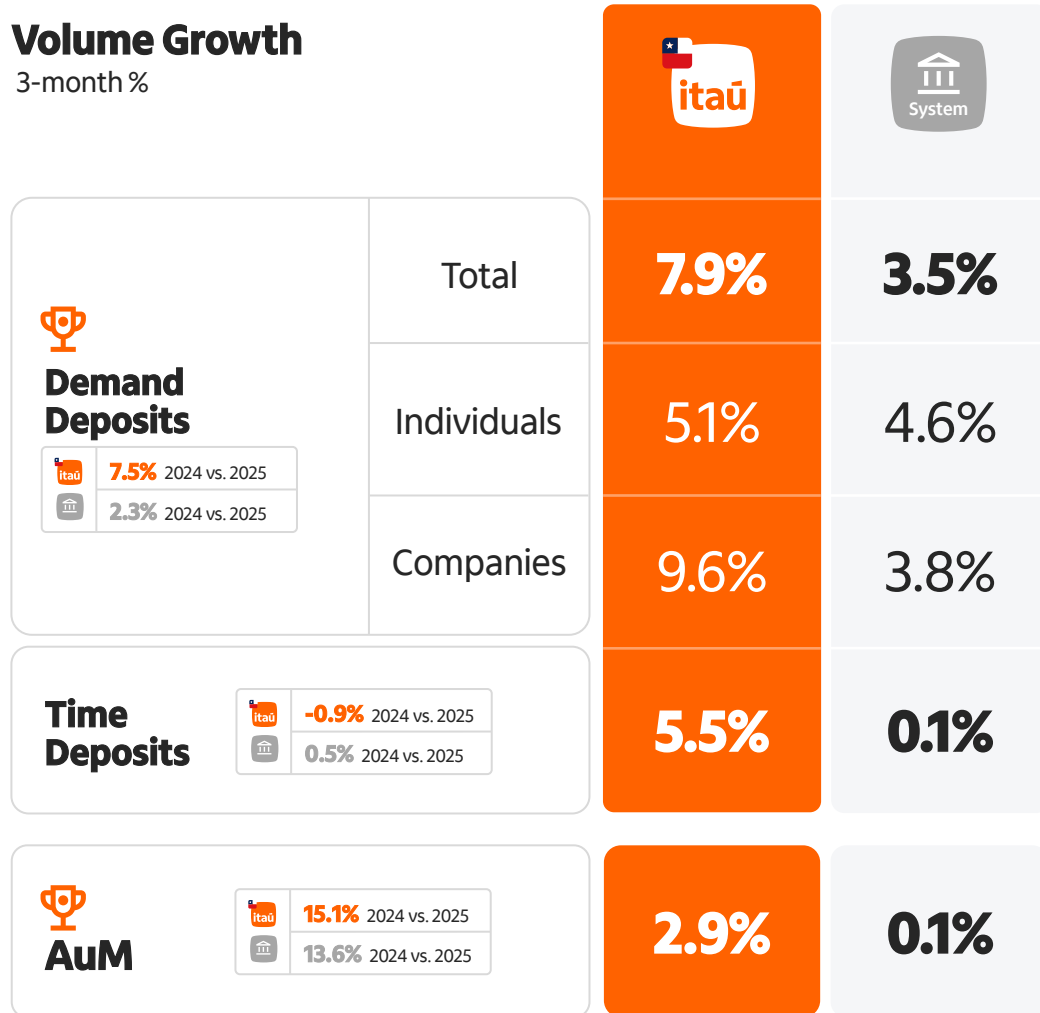 Volume Growth
3-month %
itaú
System
Total
7.9%
3.5%
Demand
Deposits
itaú
7.5% 2024 vs. 2025
2.3% 2024 vs. 2025
Individuals
5.1%
4.6%
Companies
9.6%
3.8%
Time
Deposits
itaú
-0.9% 2024 vs. 2025
0.5% 2024 vs. 2025
5.5%
0.1%
AuM
itaú
15.1% 2024 vs. 2025
13.6% 2024 vs. 2025
2.9%
0.1%